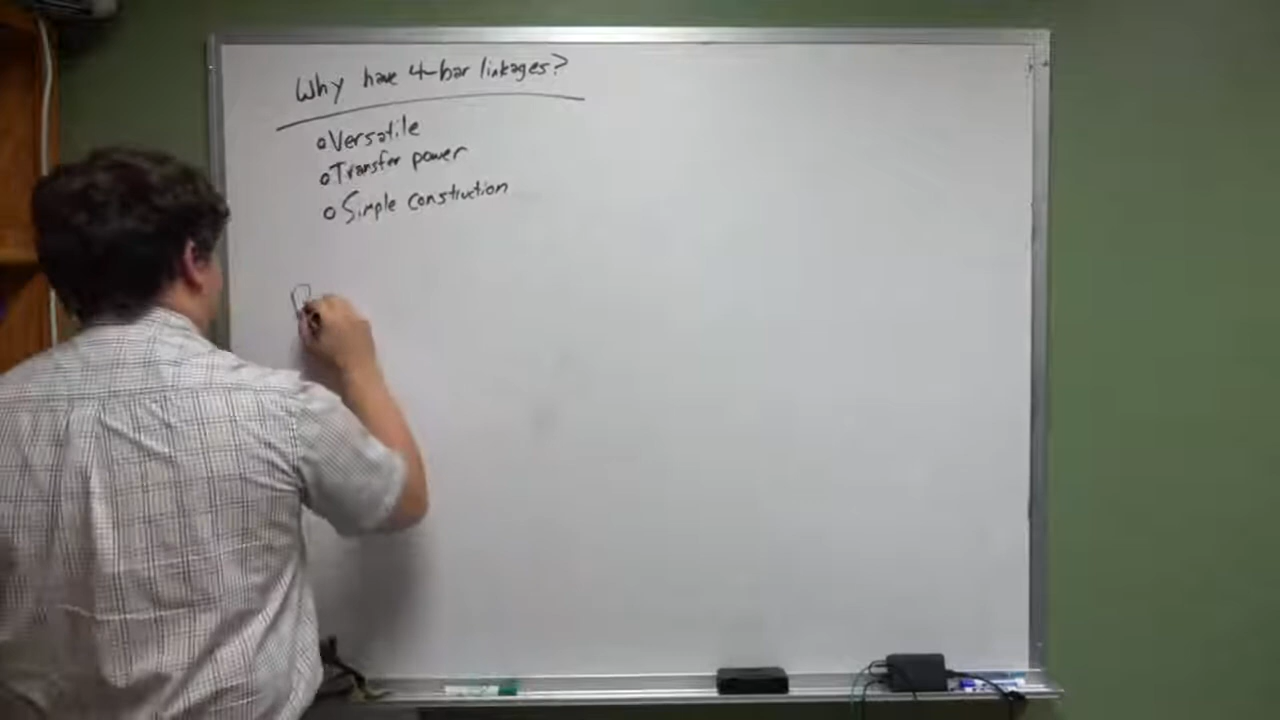 Why have 4-bar linkages?
o Versatile
o Transfer power
o Simple construction